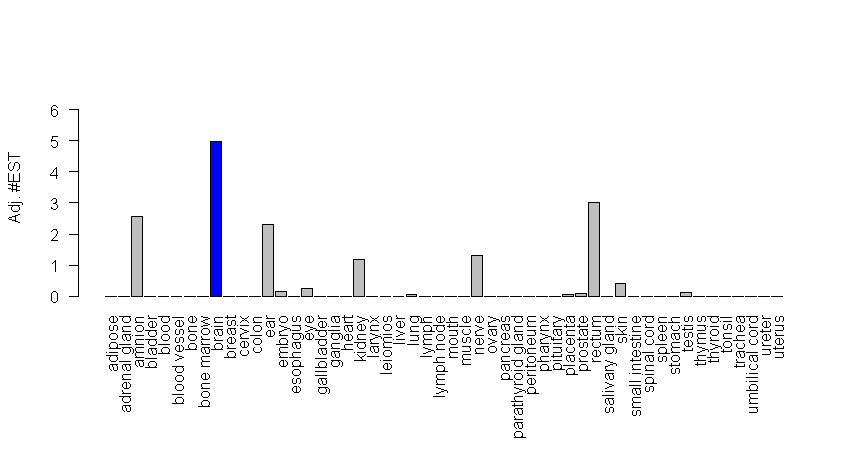 Adj. #EST
6
5
4
3
2
1
0
adipose
adrenal gland
amnion
bladder
blood
blood vessel
bone
bone marrow
brain
breast
cervix
colon
ear
embryo
esophagus
eye
gallbladder
ganglia
heart
kidney
larynx
leiomios
liver
lung
lymph
lymph node
mouth
muscle
nerve
ovary
pancreas
parathyroid gland
peritoneum
pharynx
pituitary
placenta
prostate
rectum
salivary gland
skin
small intestine
spinal cord
spleen
stomach
testis
thymus
thyroid
tonsil
trachea
umbilical cord
ureter
uterus